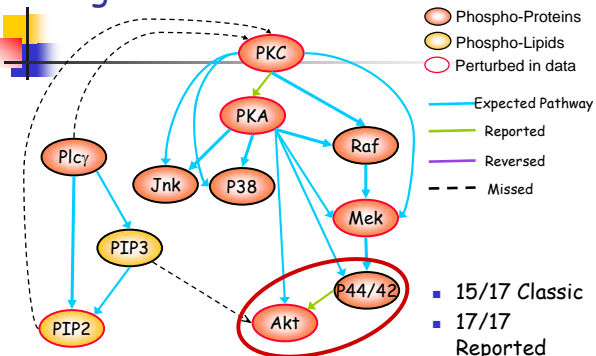 PKC
PKA
Raf
Plcγ
Jnk
P38
Mek
PIP3
P44/42
Akt
PIP2
Phospho-Proteins
Phospho-Lipids
Perturbed in data
Expected Pathway
Reported
Reversed
Missed
15/17 Classic
17/17
Reported